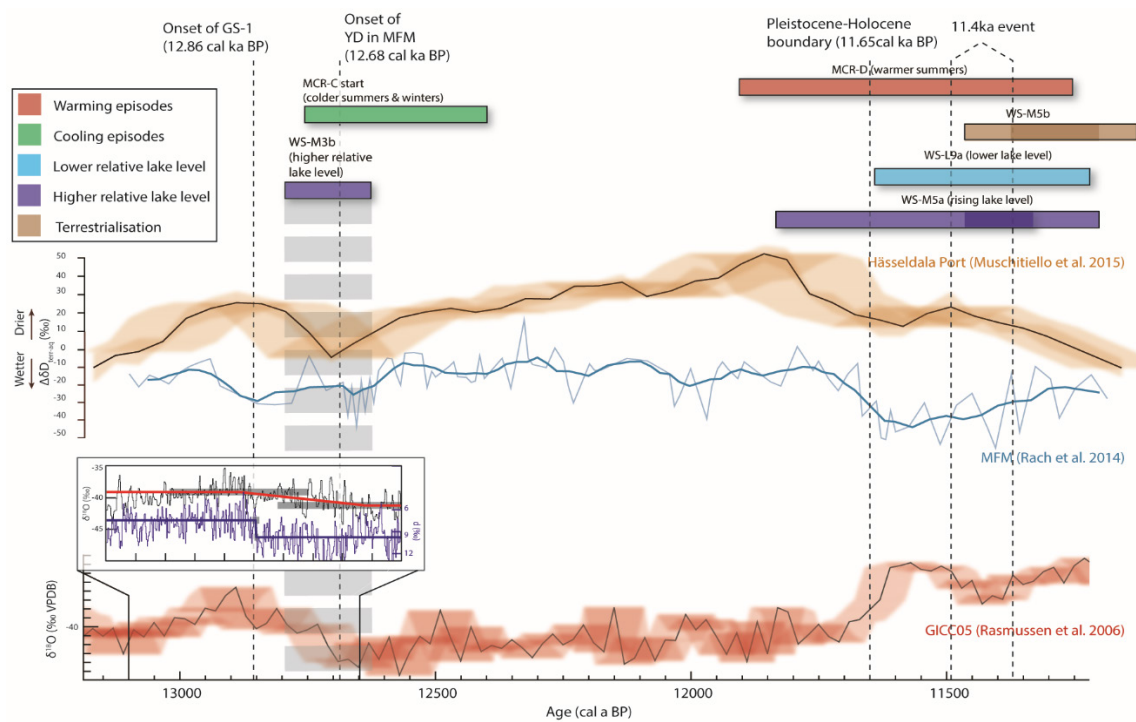 Onset of GS-1
(12.86 cal ka BP)
Onset of
YD in MFM
(12.68 cal ka BP)
Pleistocene-Holocene
boundary (11.65cal ka BP)
11.4ka event
MCR-D (warmer summers)
MCR-C start
(colder summers & winters)
WS-M5b
WS-M3b
(higher relative
lake level)
WS-L9a (lower lake level)
WS-M5a (rising lake level)
Warming episodes
Cooling episodes
Lower relative lake level
Higher relative lake level
Terrestrialisation
50
40
30
20
10
0
-10
-20
-30
-40
-50
Drier
Wetter
ΔδD terr-aq (‰)
Hässeldala Port (Muschitiello et al. 2015)
MFM (Rach et al. 2014)
-35
-40
-45
δ¹⁸O (‰)
6
9
12
d (‰)
-40
δ¹⁸O (‰ VPDB)
GICC05 (Rasmussen et al. 2006)
13000
12500
12000
11500
Age (cal a BP)